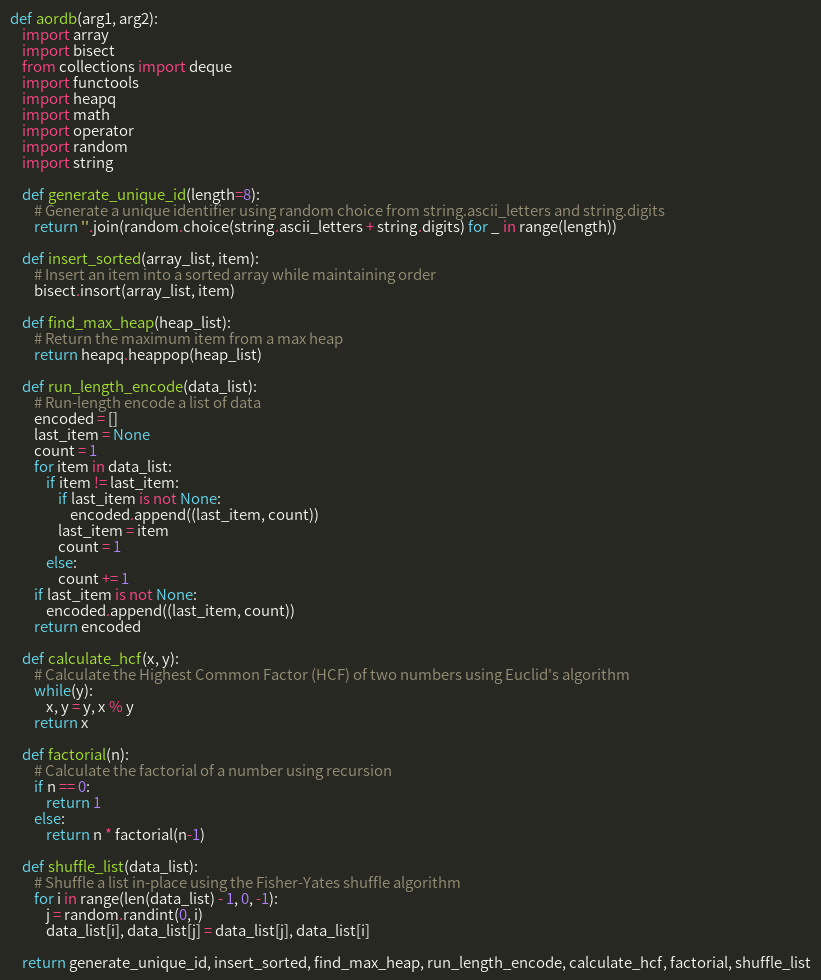 def aordb(arg1, arg2):
    import array
    import bisect
    from collections import deque
    import functools
    import heapq
    import math
    import operator
    import random
    import string

    def generate_unique_id(length=8):
        # Generate a unique identifier using random choice from string.ascii_letters and string.digits
        return ''.join(random.choice(string.ascii_letters + string.digits) for _ in range(length))

    def insert_sorted(array_list, item):
        # Insert an item into a sorted array while maintaining order
        bisect.insort(array_list, item)

    def find_max_heap(heap_list):
        # Return the maximum item from a max heap
        return heapq.heappop(heap_list)

    def run_length_encode(data_list):
        # Run-length encode a list of data
        encoded = []
        last_item = None
        count = 1
        for item in data_list:
            if item != last_item:
                if last_item is not None:
                    encoded.append((last_item, count))
                last_item = item
                count = 1
            else:
                count += 1
        if last_item is not None:
            encoded.append((last_item, count))
        return encoded

    def calculate_hcf(x, y):
        # Calculate the Highest Common Factor (HCF) of two numbers using Euclid's algorithm
        while(y):
            x, y = y, x % y
        return x

    def factorial(n):
        # Calculate the factorial of a number using recursion
        if n == 0:
            return 1
        else:
            return n * factorial(n-1)

    def shuffle_list(data_list):
        # Shuffle a list in-place using the Fisher-Yates shuffle algorithm
        for i in range(len(data_list) - 1, 0, -1):
            j = random.randint(0, i)
            data_list[i], data_list[j] = data_list[j], data_list[i]

    return generate_unique_id, insert_sorted, find_max_heap, run_length_encode, calculate_hcf, factorial, shuffle_list